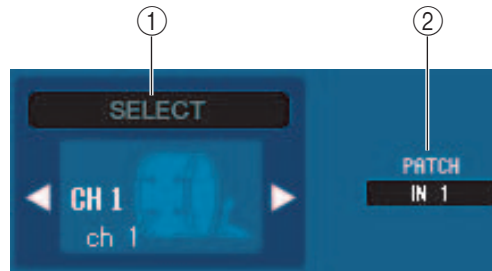 ① ②
SELECT
PATCH
CH 1
IN 1
ch 1